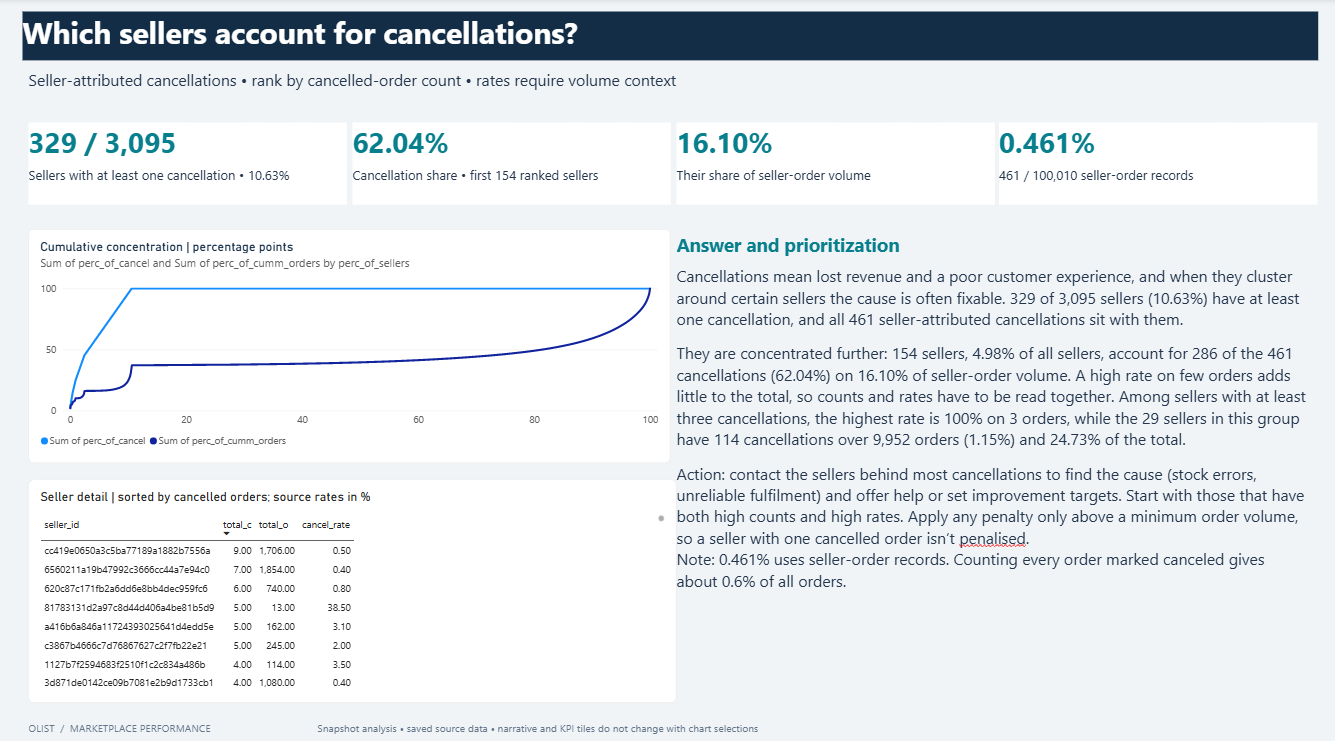 Which sellers account for cancellations?
Seller-attributed cancellations • rank by cancelled-order count • rates require volume context
329 / 3,095
Sellers with at least one cancellation • 10.63%
62.04%
Cancellation share • first 154 ranked sellers
16.10%
Their share of seller-order volume
0.461%
461 / 100,010 seller-order records
Cumulative concentration | percentage points
Sum of perc_of_cancel and Sum of perc_of_cumm_orders by perc_of_sellers
100
50
0
0 20 40 60 80 100
Sum of perc_of_cancel Sum of perc_of_cumm_orders
Seller detail | sorted by cancelled orders; source rates in %
seller_id total_c total_o cancel_rate
cc419e0650a3c5ba77189a1882b7556a 9.00 1,706.00 0.50
6560211a19b47992c3666cc44a7e94c0 7.00 1,854.00 0.40
620c87c171fb2a6dd6e8bb4dec959fc6 6.00 740.00 0.80
81783131d2a97c8d44d406a4be81b5d9 5.00 13.00 38.50
a416b6a846a11724393025641d4edd5e 5.00 162.00 3.10
c3867b4666c7d76867627c2f7fb22e21 5.00 245.00 2.00
1127b7f2594683f2510f1c2c834a486b 4.00 114.00 3.50
3d871de0142ce09b7081e2b9d1733cb1 4.00 1,080.00 0.40
Answer and prioritization
Cancellations mean lost revenue and a poor customer experience, and when they cluster
around certain sellers the cause is often fixable. 329 of 3,095 sellers (10.63%) have at least
one cancellation, and all 461 seller-attributed cancellations sit with them.
They are concentrated further: 154 sellers, 4.98% of all sellers, account for 286 of the 461
cancellations (62.04%) on 16.10% of seller-order volume. A high rate on few orders adds
little to the total, so counts and rates have to be read together. Among sellers with at least
three cancellations, the highest rate is 100% on 3 orders, while the 29 sellers in this group
have 114 cancellations over 9,952 orders (1.15%) and 24.73% of the total.
Action: contact the sellers behind most cancellations to find the cause (stock errors,
unreliable fulfilment) and offer help or set improvement targets. Start with those that have
both high counts and high rates. Apply any penalty only above a minimum order volume,
so a seller with one cancelled order isn't penalised.
Note: 0.461% uses seller-order records. Counting every order marked canceled gives
about 0.6% of all orders.
OLIST / MARKETPLACE PERFORMANCE
Snapshot analysis • saved source data • narrative and KPI tiles do not change with chart selections